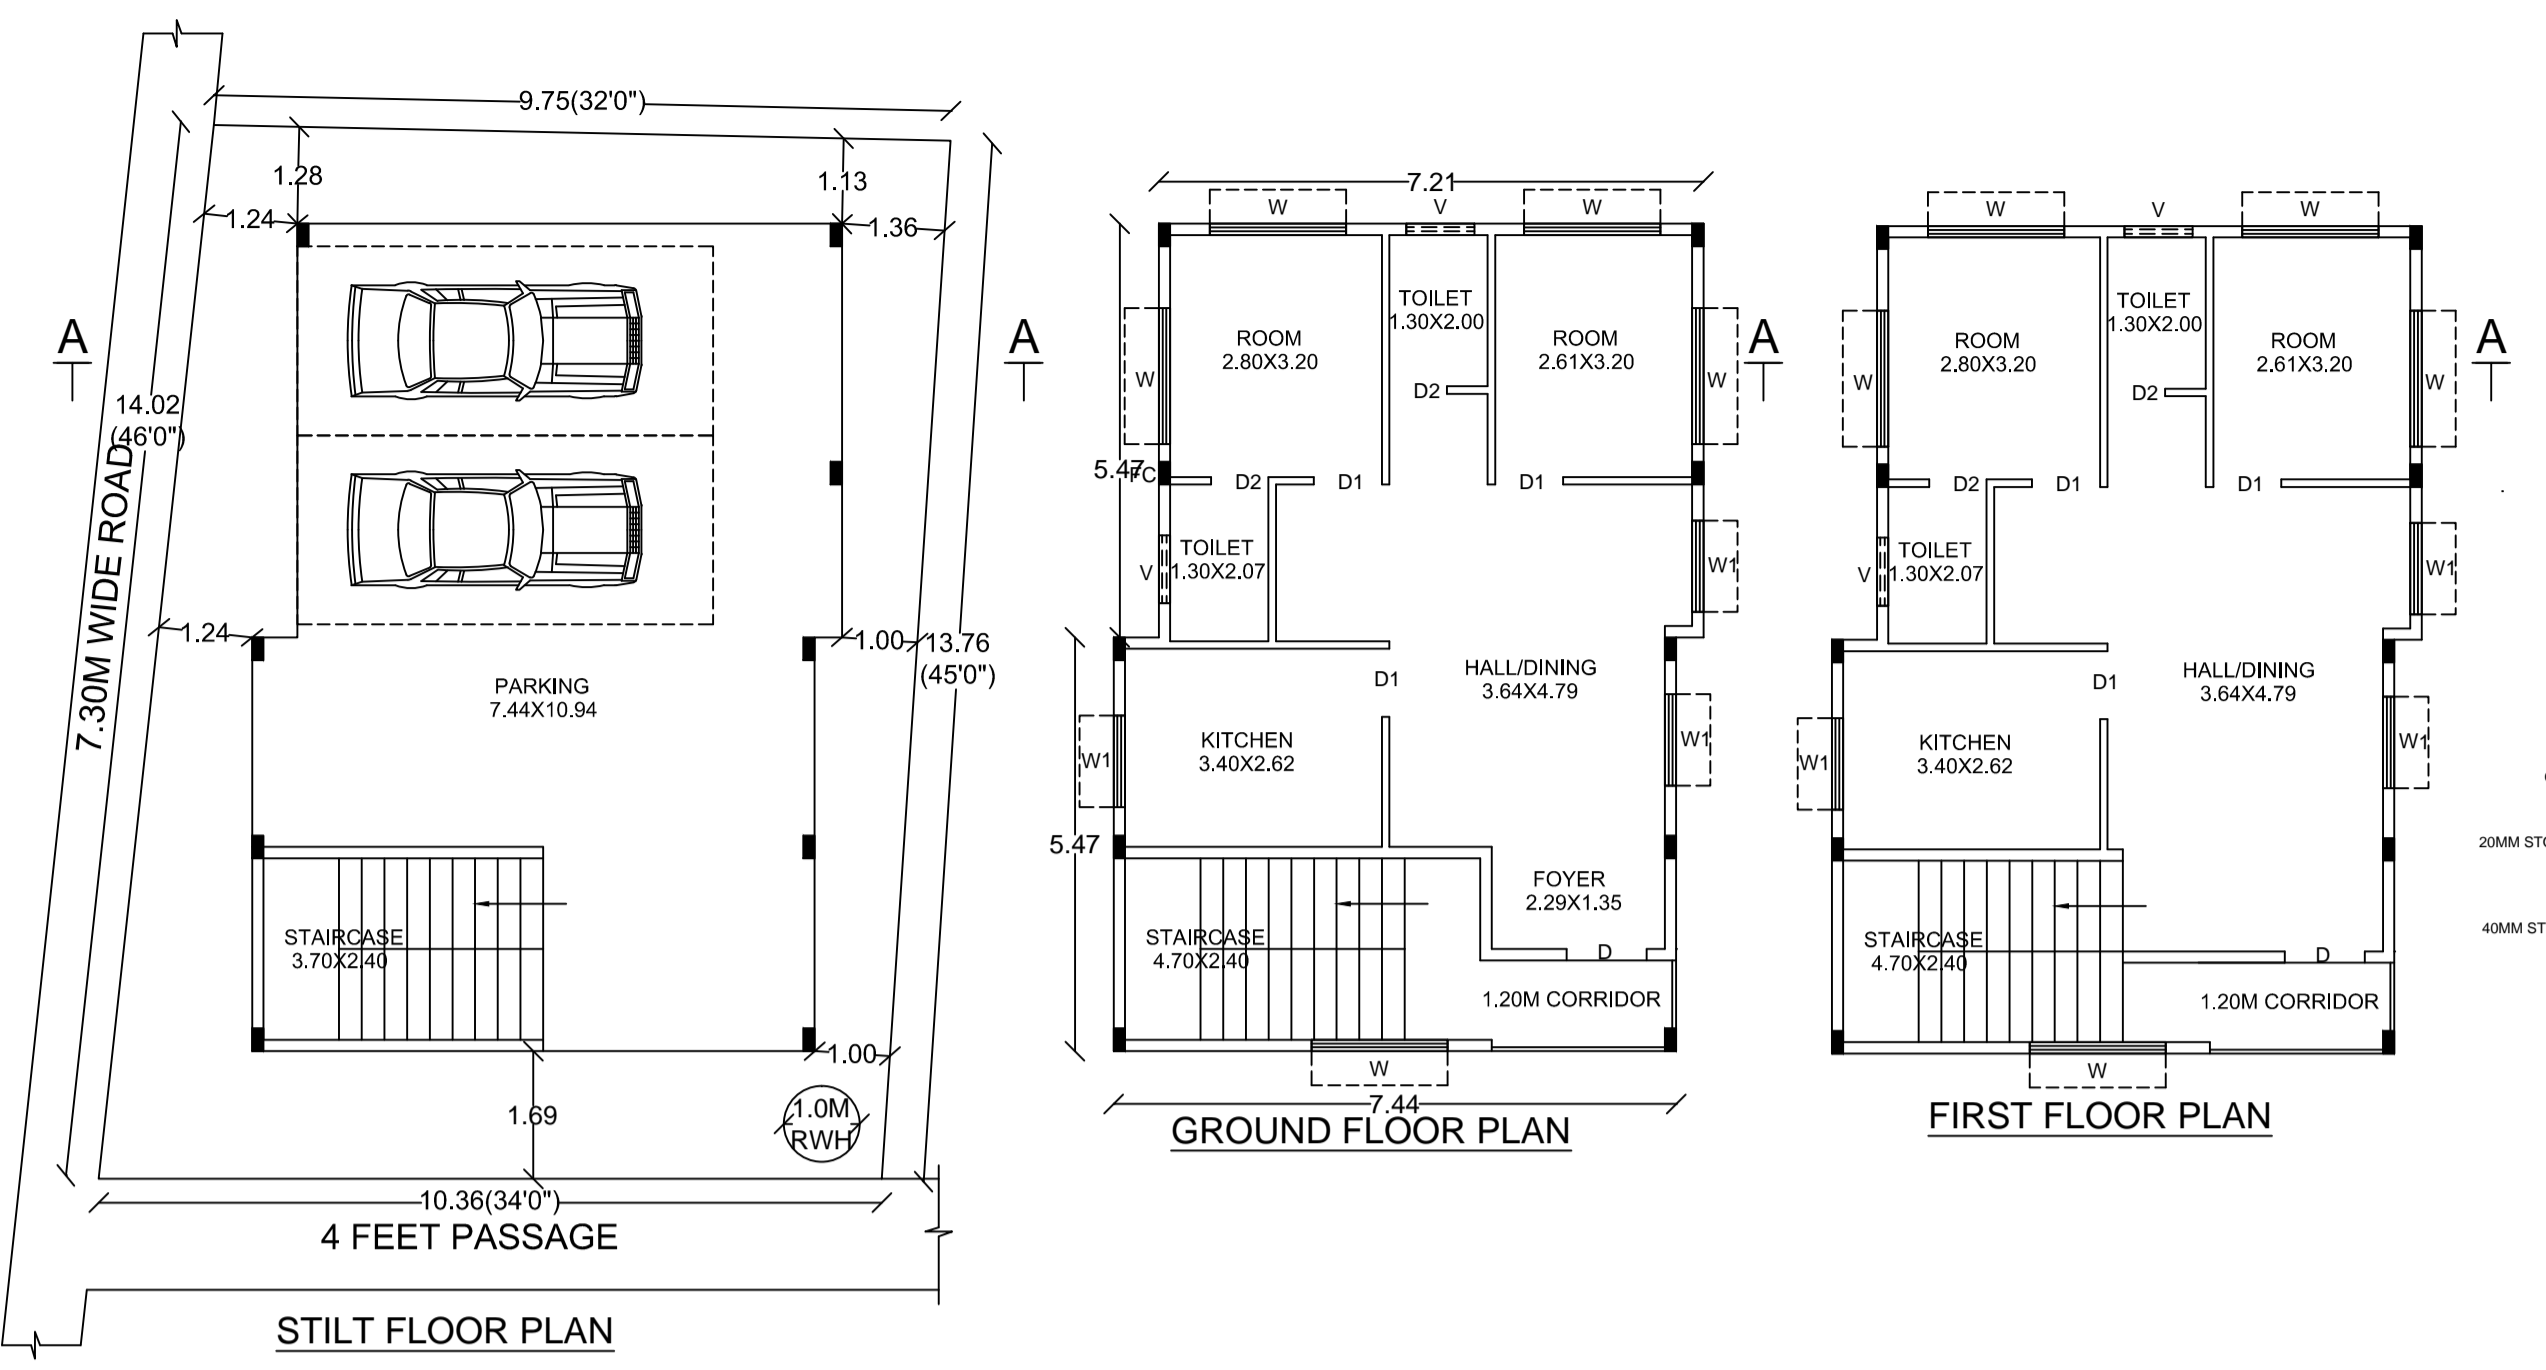 9.75(32'0")
1.28
1.13
1.24
1.36
A
14.02
(46'0")
7.30M WIDE ROAD
1.24
1.00
13.76
(45'0")
PARKING
7.44X10.94
STAIRCASE
3.70X2.40
1.00
1.69
1.0M
RWH
10.36(34'0")
4 FEET PASSAGE
STILT FLOOR PLAN
7.21
W
V
W
A
TOILET
1.30X2.00
ROOM
2.80X3.20
ROOM
2.61X3.20
W
W
D2
5.47
FC
D2
D1
D1
TOILET
1.30X2.07
V
W1
HALL/DINING
3.64X4.79
D1
KITCHEN
3.40X2.62
W1
W1
5.47
FOYER
2.29X1.35
STAIRCASE
4.70X2.40
D
1.20M CORRIDOR
W
7.44
GROUND FLOOR PLAN
W
V
W
A
A
TOILET
1.30X2.00
ROOM
2.80X3.20
ROOM
2.61X3.20
W
W
D2
D2
D1
D1
TOILET
1.30X2.07
V
W1
HALL/DINING
3.64X4.79
D1
KITCHEN
3.40X2.62
W1
W1
STAIRCASE
4.70X2.40
D
1.20M CORRIDOR
W
FIRST FLOOR PLAN
20MM
40MM